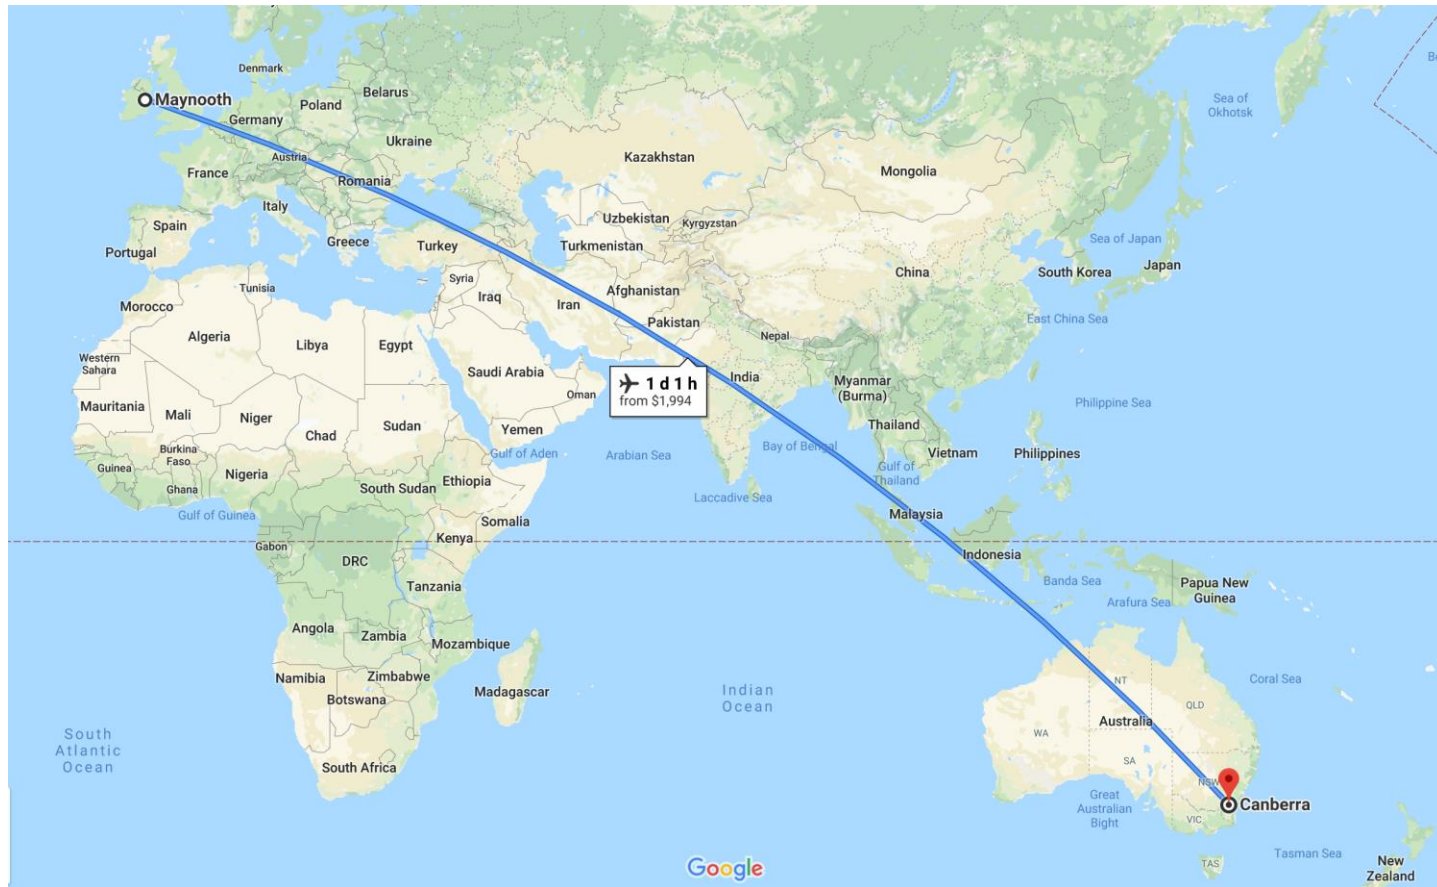 Denmark
Maynooth
Belarus
Poland
Germany
Ukraine
Kazakhstan
Austria
France
Romania
Mongolia
Sea of
Okhotsk
Italy
Spain
Uzbekistan
Kyrgyzstan
Portugal
Greece
Turkey
Turkmenistan
Sea of Japan
South Korea
Japan
China
Tunisia
Syria
Iraq
Iran
Afghanistan
Morocco
Pakistan
Nepal
East China Sea
Algeria
Libya
Egypt
Western
Sahara
Saudi Arabia
1 d 1 h
from $1,994
India
Oman
Myanmar
(Burma)
Mauritania
Mali
Niger
Chad
Sudan
Yemen
Thailand
Philippine Sea
Burkina
Faso
Gulf of Aden
Arabian Sea
Bay of Bengal
Vietnam
Philippines
Guinea
Ghana
Nigeria
South Sudan
Ethiopia
Gulf of
Thailand
Laccadive Sea
Gulf of Guinea
Somalia
Malaysia
Gabon
Kenya
DRC
Indonesia
Tanzania
Banda Sea
Papua New
Guinea
Arafura Sea
Angola
Zambia
Mozambique
Namibia
Zimbabwe
Botswana
Madagascar
Indian
Ocean
NT
Coral Sea
QLD
Australia
WA
SA
South
Atlantic
Ocean
South Africa
NSW
Great
Australian
Bight
Canberra
VIC
TAS
Tasman Sea
New
Zealand
Google